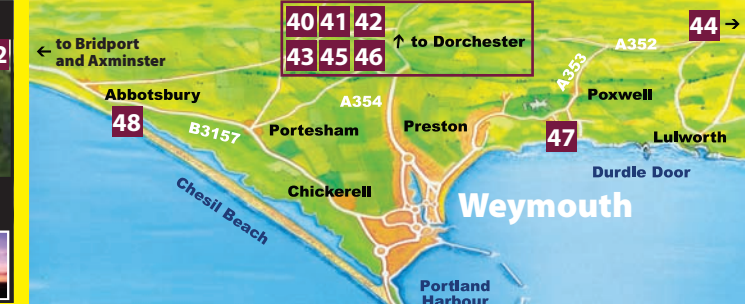 40 41 42
43 45 46
↑ to Dorchester
44 →
← to Bridport
and Axminster
2
A352
A353
Abbotsbury
A354
Poxwell
48
B3157
Portesham
Preston
47
Lulworth
Durdle Door
Chickerell
Chesil Beach
Weymouth
Portland
Harbour